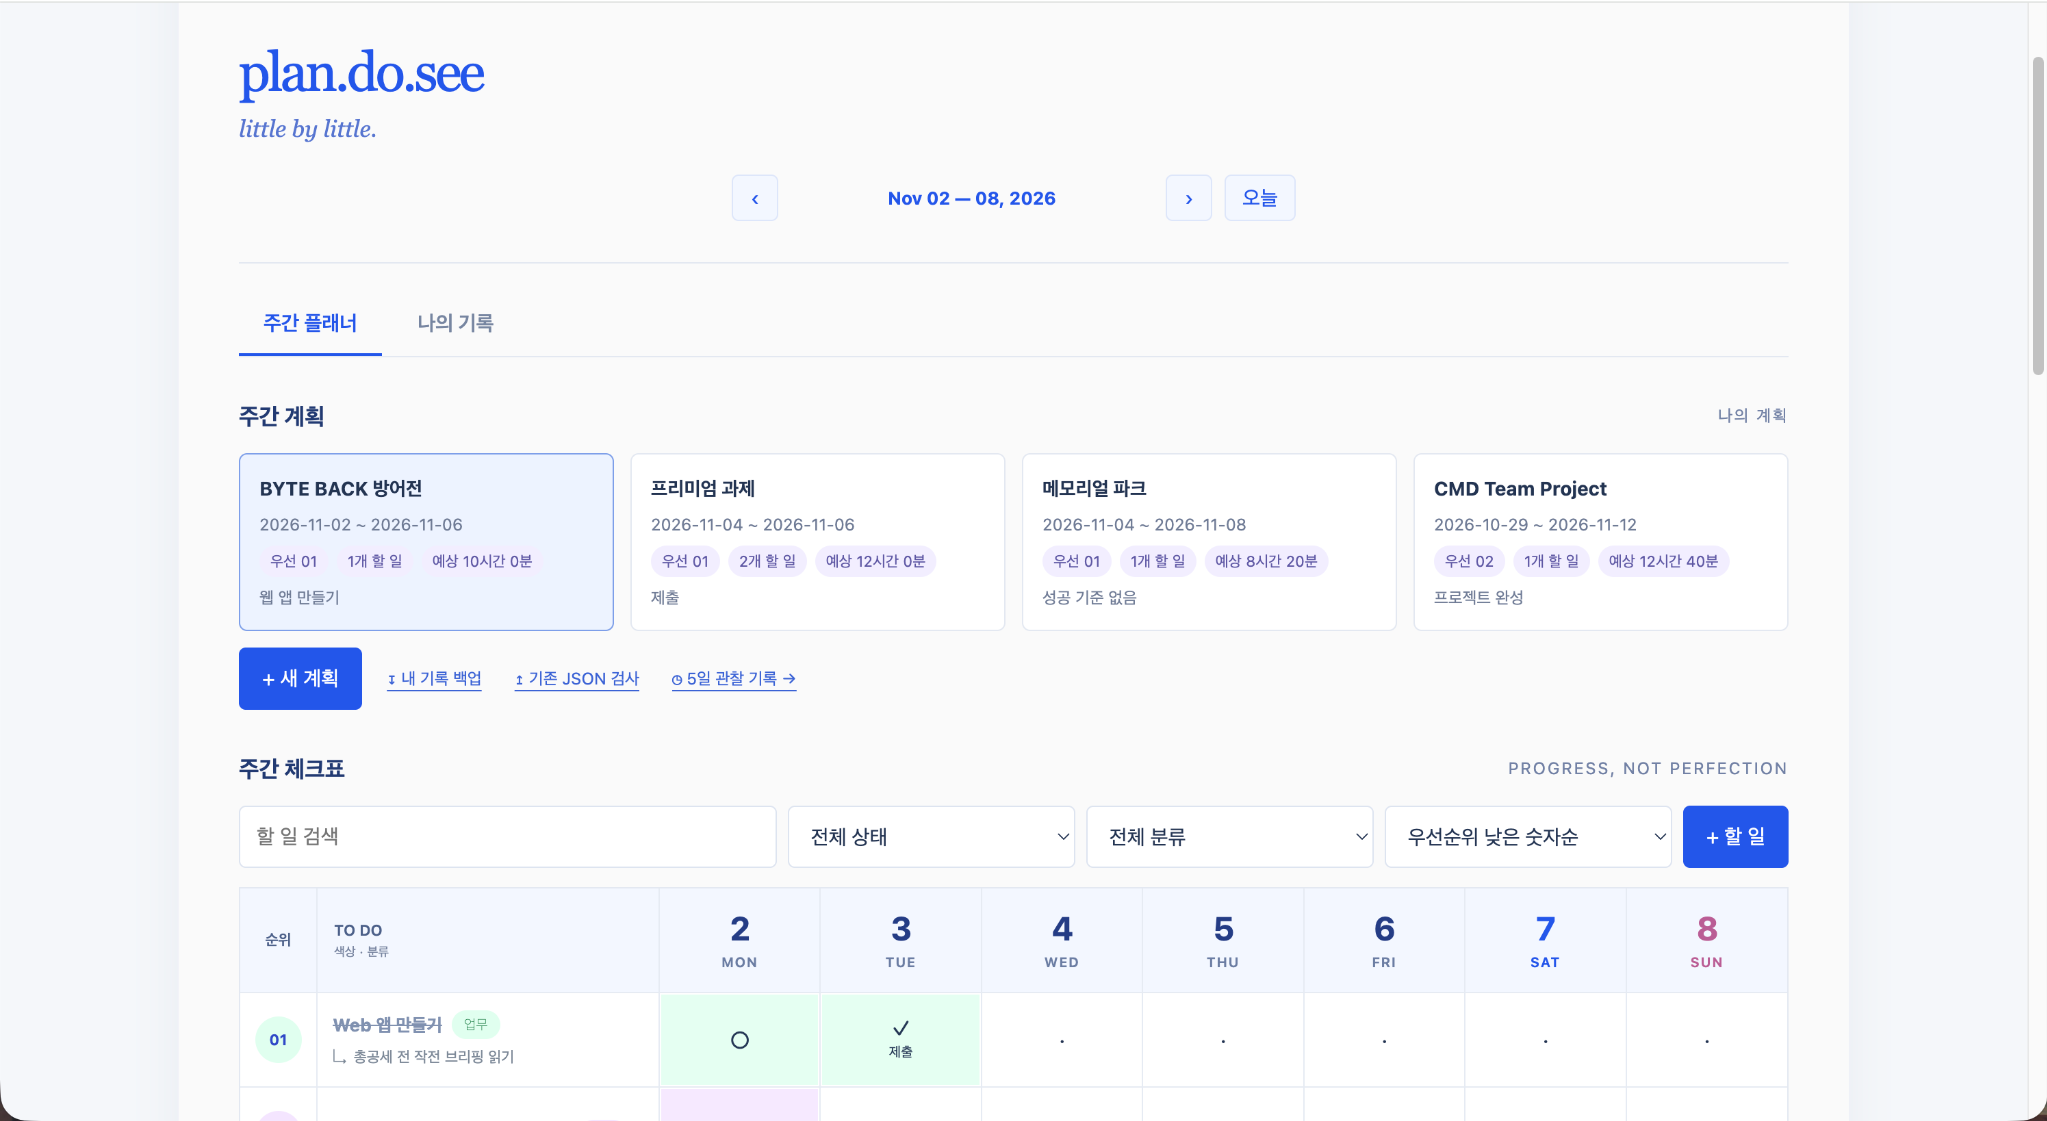 plan.do.see
little by little.
‹ Nov 02 — 08, 2026 › 오늘
주간 플래너 나의 기록
주간 계획 나의 계획
BYTE BACK 방어전
2026-11-02 ~ 2026-11-06
우선 01 1개 할 일 예상 10시간 0분
웹 앱 만들기
프리미엄 과제
2026-11-04 ~ 2026-11-06
우선 01 2개 할 일 예상 12시간 0분
제출
메모리얼 파크
2026-11-04 ~ 2026-11-08
우선 01 1개 할 일 예상 8시간 20분
성공 기준 없음
CMD Team Project
2026-10-29 ~ 2026-11-12
우선 02 1개 할 일 예상 12시간 40분
프로젝트 완성
+ 새 계획 ↧ 내 기록 백업 ↥ 기존 JSON 검사 ◷ 5일 관찰 기록 →
주간 체크표 PROGRESS, NOT PERFECTION
할 일 검색 전체 상태 전체 분류 우선순위 낮은 숫자순 + 할 일
순위
TO DO
색상 · 분류
2 MON
3 TUE
4 WED
5 THU
6 FRI
7 SAT
8 SUN
01
Web 앱 만들기 업무
총공세 전 작전 브리핑 읽기
○ ✓ · · · · ·
제출